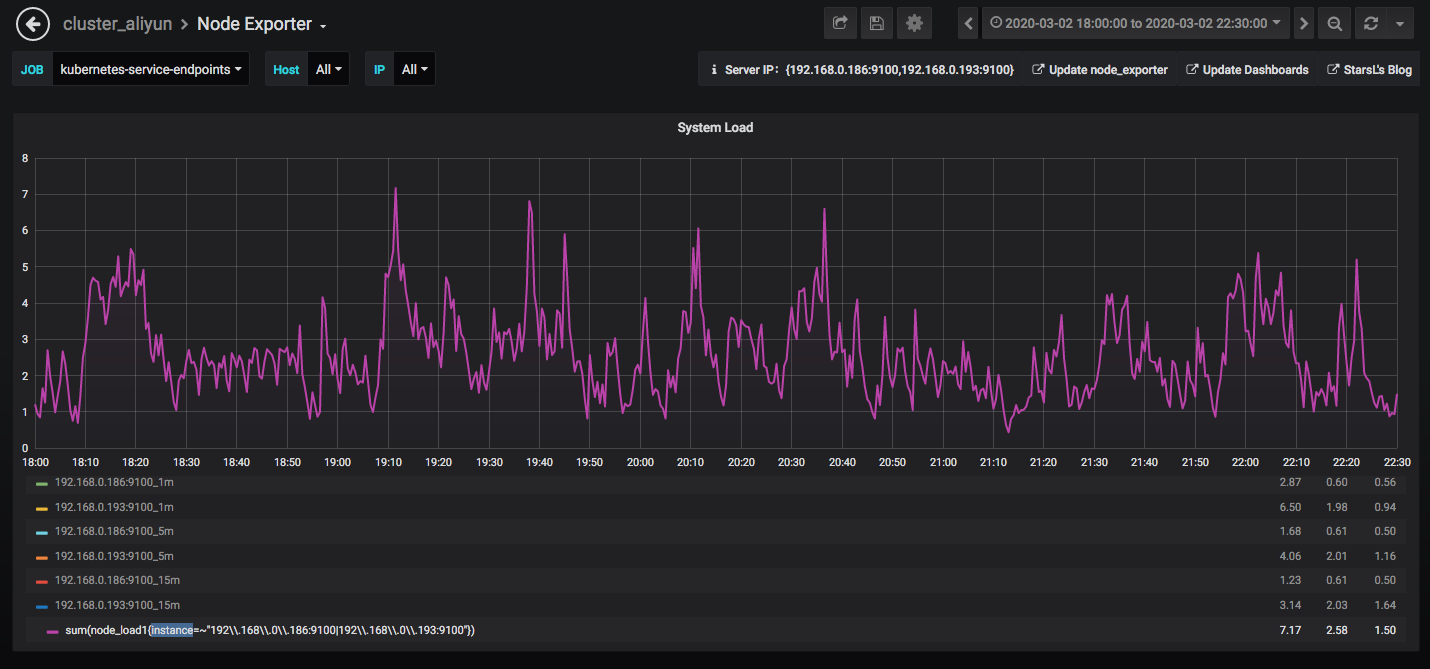 cluster_aliyun > Node Exporter
2020-03-02 18:00:00 to 2020-03-02 22:30:00
JOB kubernetes-service-endpoints Host All IP All
Server IP：{192.168.0.186:9100,192.168.0.193:9100} Update node_exporter Update Dashboards StarsL's Blog
System Load
8
7
6
5
4
3
2
1
0
18:00 18:10 18:20 18:30 18:40 18:50 19:00 19:10 19:20 19:30 19:40 19:50 20:00 20:10 20:20 20:30 20:40 20:50 21:00 21:10 21:20 21:30 21:40 21:50 22:00 22:10 22:20 22:30
192.168.0.186:9100_1m 2.87 0.60 0.56
192.168.0.193:9100_1m 6.50 1.98 0.94
192.168.0.186:9100_5m 1.68 0.61 0.50
192.168.0.193:9100_5m 4.06 2.01 1.16
192.168.0.186:9100_15m 1.23 0.61 0.50
192.168.0.193:9100_15m 3.14 2.03 1.64
sum(node_load1{instance=~"192\\.168\\.0\\.186:9100|192\\.168\\.0\\.193:9100"}) 7.17 2.58 1.50